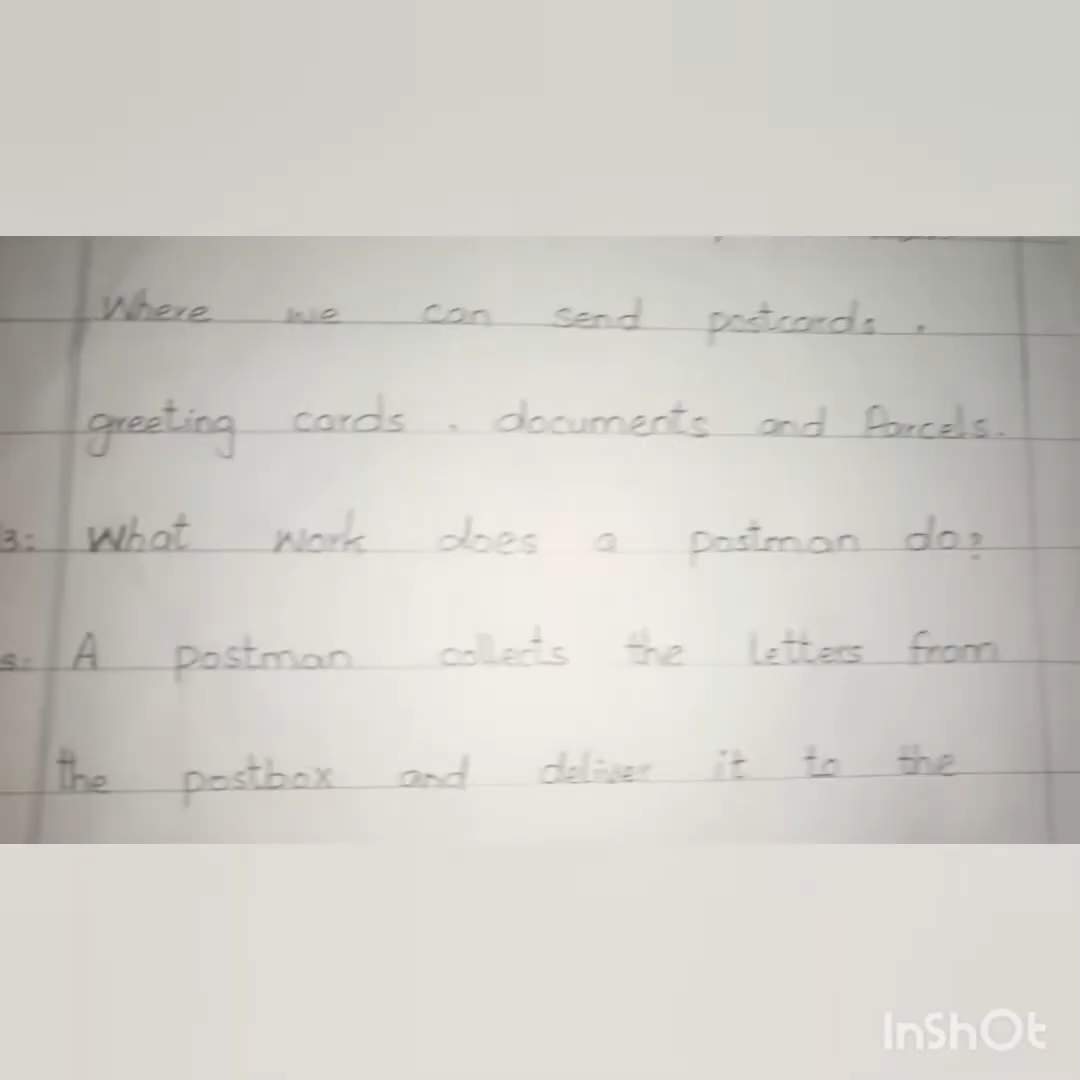 Where we can send postcards.
greeting cards. documents and Parcels.
3: What work does a postman do?
s: A postman collects the letters from
the postbox and deliver it to the
InShOt